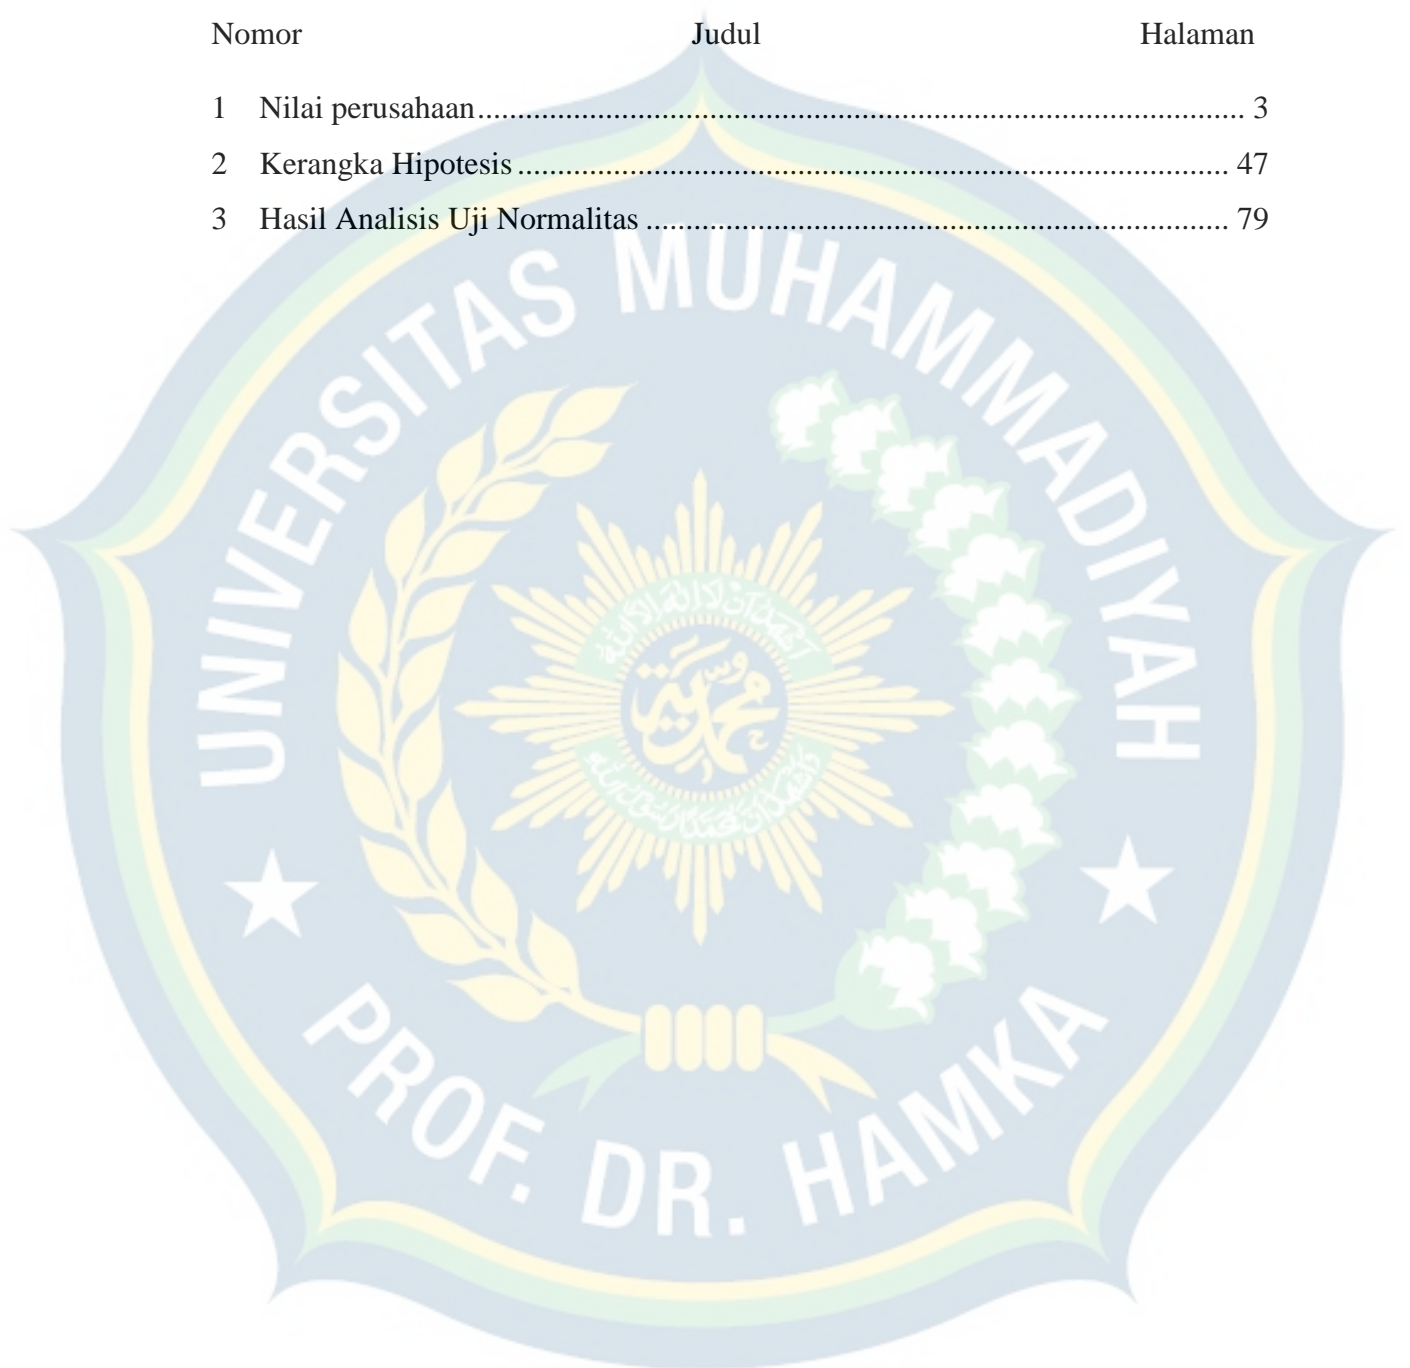 Nomor Judul Halaman
1 Nilai perusahaan................................................................................................ 3
2 Kerangka Hipotesis ......................................................................................... 47
3 Hasil Analisis Uji Normalitas ......................................................................... 79
UNIVERSITAS MUHAMMADIYAH
محمدية
PROF. DR. HAMKA